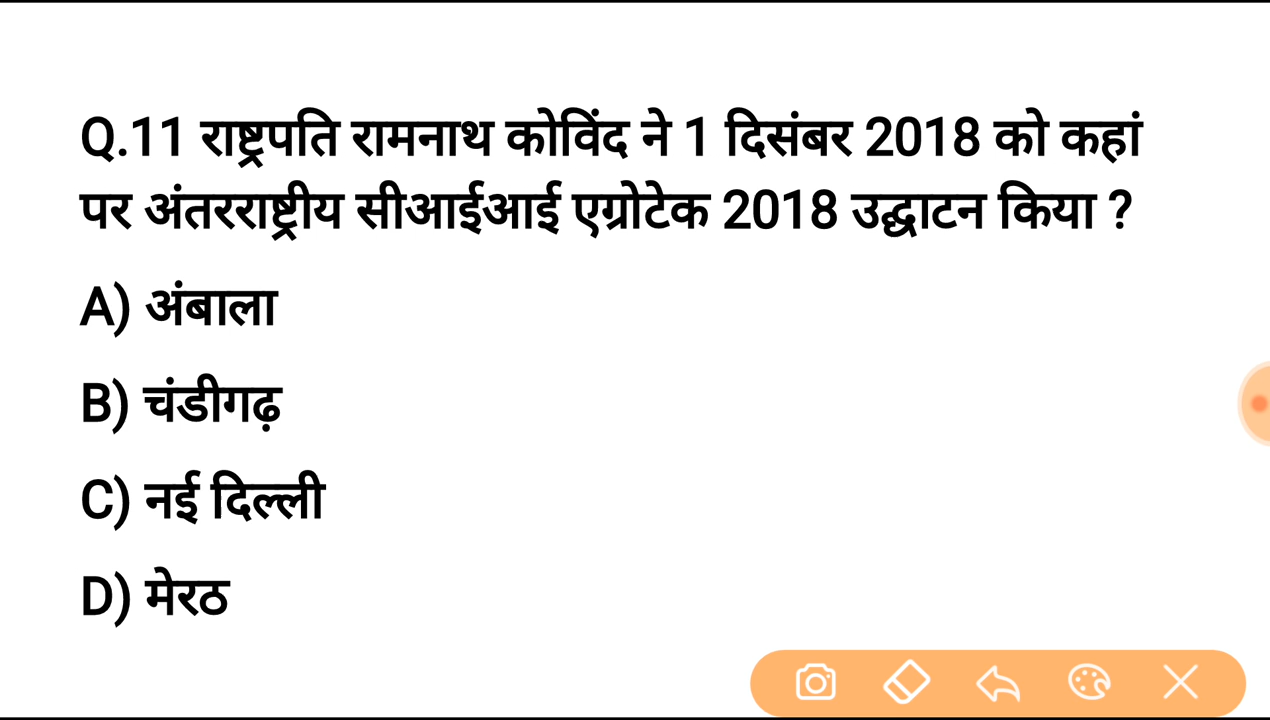 Q.11 राष्ट्रपति रामनाथ कोविंद ने 1 दिसंबर 2018 को कहां
पर अंतरराष्ट्रीय सीआईआई एग्रोटेक 2018 उद्घाटन किया ?
A) अंबाला
B) चंडीगढ़
C) नई दिल्ली
D) मेरठ